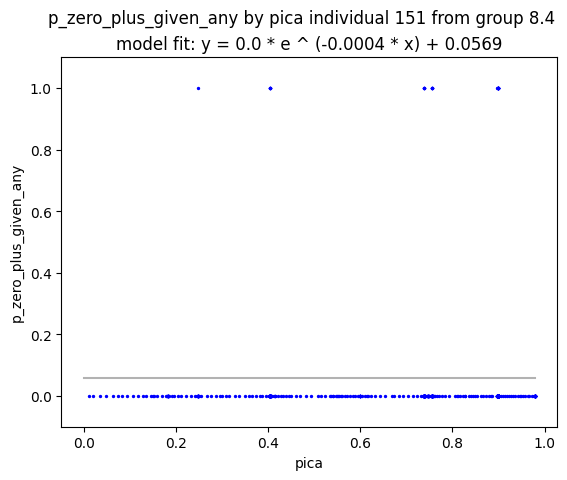 p_zero_plus_given_any by pica individual 151 from group 8.4
model fit: y = 0.0 * e ^ (-0.0004 * x) + 0.0569
1.0
0.8
0.6
0.4
0.2
0.0
p_zero_plus_given_any
0.0 0.2 0.4 0.6 0.8 1.0
pica